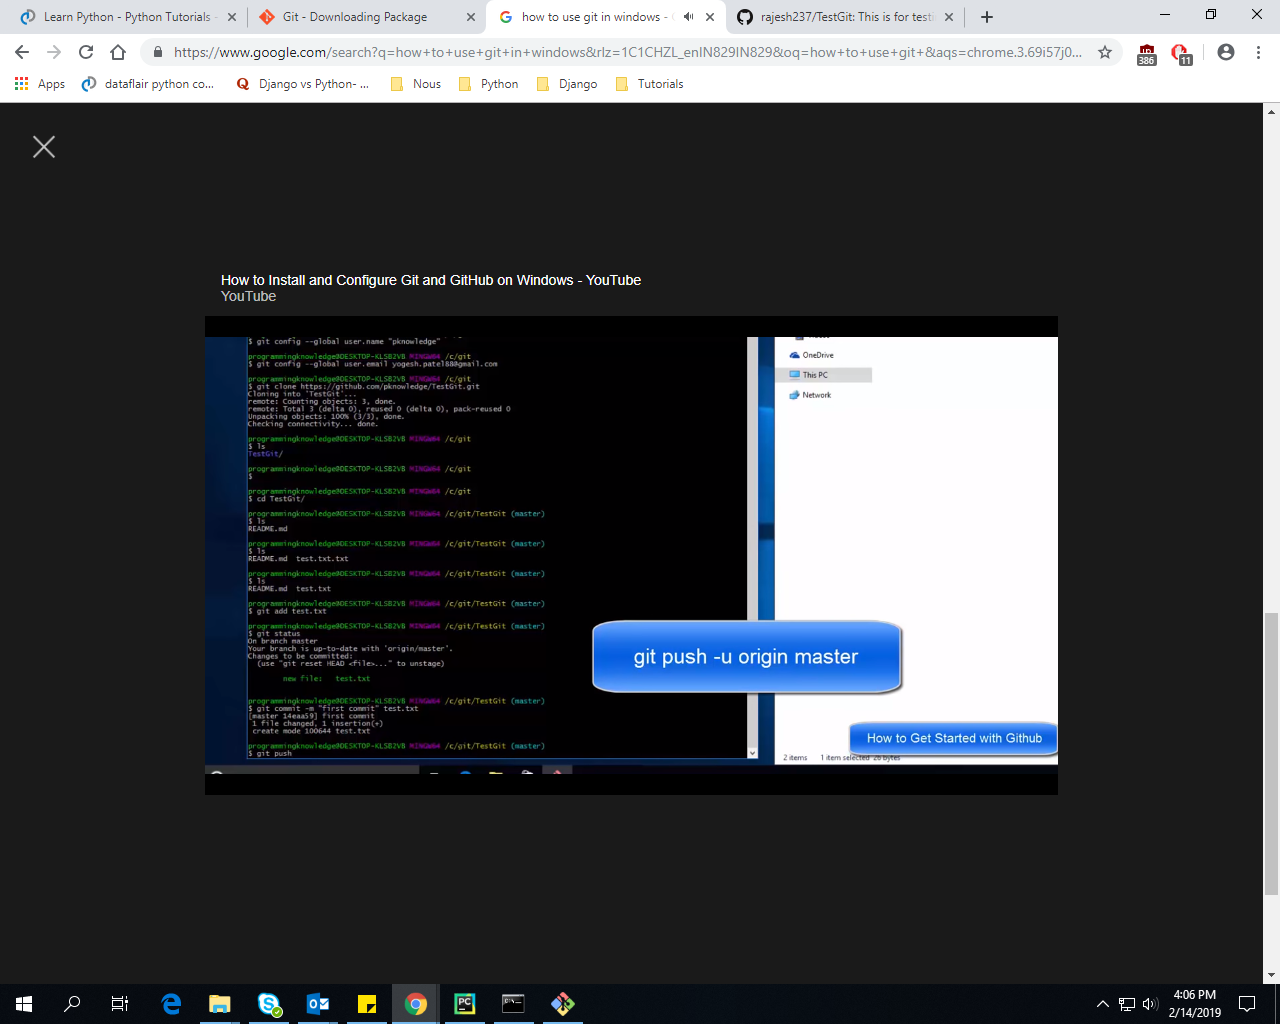 Learn Python - Python Tutorials -
Git - Downloading Package
how to use git in windows -
rajesh237/TestGit: This is for test
https://www.google.com/search?q=how+to+use+git+in+windows&rlz=1C1CHZL_enIN829IN829&oq=how+to+use+git+&aqs=chrome.3.69i57j0...
386
11
Apps
dataflair python co...
Django vs Python- ...
Nous
Python
Django
Tutorials
How to Install and Configure Git and GitHub on Windows - YouTube
YouTube
$ git config --global user.name "pknowledge"
programmingknowledge@DESKTOP-KLSB2VB MINGW64 /c/git
$ git config --global user.email yogesh.patel88@gmail.com
programmingknowledge@DESKTOP-KLSB2VB MINGW64 /c/git
$ git clone https://github.com/pknowledge/TestGit.git
Cloning into 'TestGit'...
remote: Counting objects: 3, done.
remote: Total 3 (delta 0), reused 0 (delta 0), pack-reused 0
Unpacking objects: 100% (3/3), done.
Checking connectivity... done.
programmingknowledge@DESKTOP-KLSB2VB MINGW64 /c/git
$ ls
TestGit/
programmingknowledge@DESKTOP-KLSB2VB MINGW64 /c/git
$
programmingknowledge@DESKTOP-KLSB2VB MINGW64 /c/git
$ cd TestGit/
programmingknowledge@DESKTOP-KLSB2VB MINGW64 /c/git/TestGit (master)
$ ls
README.md
programmingknowledge@DESKTOP-KLSB2VB MINGW64 /c/git/TestGit (master)
$ ls
README.md test.txt.txt
programmingknowledge@DESKTOP-KLSB2VB MINGW64 /c/git/TestGit (master)
$ ls
README.md test.txt
programmingknowledge@DESKTOP-KLSB2VB MINGW64 /c/git/TestGit (master)
$ git add test.txt
programmingknowledge@DESKTOP-KLSB2VB MINGW64 /c/git/TestGit (master)
$ git status
On branch master
Your branch is up-to-date with 'origin/master'.
Changes to be committed:
(use "git reset HEAD <file>..." to unstage)
new file: test.txt
programmingknowledge@DESKTOP-KLSB2VB MINGW64 /c/git/TestGit (master)
$ git commit -m "first commit" test.txt
[master 14eaa59] first commit
1 file changed, 1 insertion(+)
create mode 100644 test.txt
programmingknowledge@DESKTOP-KLSB2VB MINGW64 /c/git/TestGit (master)
$ git push
OneDrive
This PC
Network
git push -u origin master
How to Get Started with Github
2 items 1 item selected 26 bytes
4:06 PM
2/14/2019